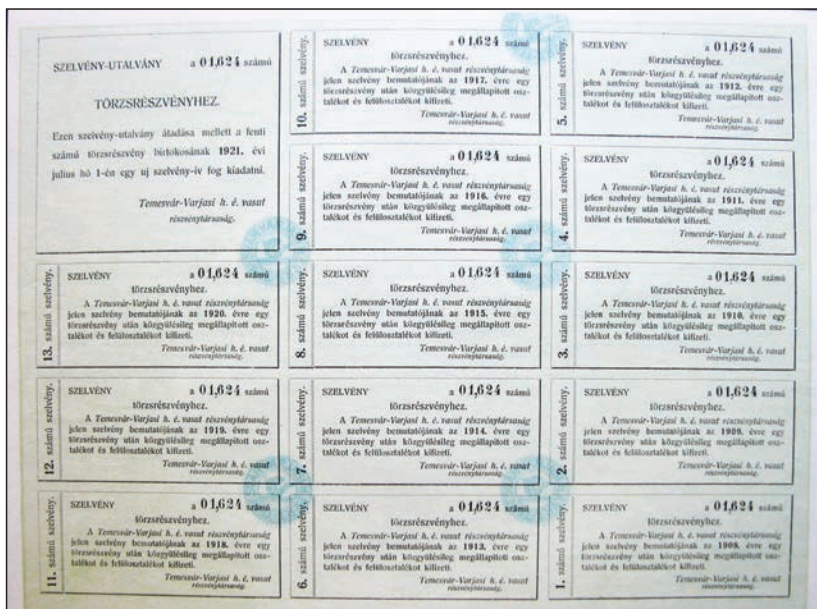 SZELVÉNY-UTALVÁNY a 01,624 számú
TÖRZSRÉSZVÉNYHEZ.
Ezen szelvény-utalvány átadása mellett a fenti
számú törzsrészvény birtokosának 1921. évi
julius hó 1-én egy uj szelvény-iv fog kiadatni.
Temesvár-Varjasi h. é. vasut
részvénytársaság.
10. számú szelvény.
SZELVÉNY a 01,624 számú
törzsrészvényhez.
A Temesvár-Varjasi h. é. vasut részvénytársaság
jelen szelvény bemutatójának az 1917. évre egy
törzsrészvény után közgyülésileg megállapitott osz-
talékot és felülosztalékot kifizeti.
Temesvár-Varjasi h. é. vasut
részvénytársaság.
5. számú szelvény.
SZELVÉNY a 01,624 számú
törzsrészvényhez.
A Temesvár-Varjasi h. é. vasut részvénytársaság
jelen szelvény bemutatójának az 1912. évre egy
törzsrészvény után közgyülésileg megállapitott osz-
talékot és felülosztalékot kifizeti.
Temesvár-Varjasi h. é. vasut
részvénytársaság.
9. számú szelvény.
SZELVÉNY a 01,624 számú
törzsrészvényhez.
A Temesvár-Varjasi h. é. vasut részvénytársaság
jelen szelvény bemutatójának az 1916. évre egy
törzsrészvény után közgyülésileg megállapitott osz-
talékot és felülosztalékot kifizeti.
Temesvár-Varjasi h. é. vasut
részvénytársaság.
4. számú szelvény.
SZELVÉNY a 01,624 számú
törzsrészvényhez.
A Temesvár-Varjasi h. é. vasut részvénytársaság
jelen szelvény bemutatójának az 1911. évre egy
törzsrészvény után közgyülésileg megállapitott osz-
talékot és felülosztalékot kifizeti.
Temesvár-Varjasi h. é. vasut
részvénytársaság.
13. számú szelvény.
SZELVÉNY a 01,624 számú
törzsrészvényhez.
A Temesvár-Varjasi h. é. vasut részvénytársaság
jelen szelvény bemutatójának az 1920. évre egy
törzsrészvény után közgyülésileg megállapitott osz-
talékot és felülosztalékot kifizeti.
Temesvár-Varjasi h. é. vasut
részvénytársaság.
8. számú szelvény.
SZELVÉNY a 01,624 számú
törzsrészvényhez.
A Temesvár-Varjasi h. é. vasut részvénytársaság
jelen szelvény bemutatójának az 1915. évre egy
törzsrészvény után közgyülésileg megállapitott osz-
talékot és felülosztalékot kifizeti.
Temesvár-Varjasi h. é. vasut
részvénytársaság.
3. számú szelvény.
SZELVÉNY a 01,624 számú
törzsrészvényhez.
A Temesvár-Varjasi h. é. vasut részvénytársaság
jelen szelvény bemutatójának az 1910. évre egy
törzsrészvény után közgyülésileg megállapitott osz-
talékot és felülosztalékot kifizeti.
Temesvár-Varjasi h. é. vasut
részvénytársaság.
12. számú szelvény.
SZELVÉNY a 01,624 számú
törzsrészvényhez.
A Temesvár-Varjasi h. é. vasut részvénytársaság
jelen szelvény bemutatójának az 1919. évre egy
törzsrészvény után közgyülésileg megállapitott osz-
talékot és felülosztalékot kifizeti.
Temesvár-Varjasi h. é. vasut
részvénytársaság.
7. számú szelvény.
SZELVÉNY a 01,624 számú
törzsrészvényhez.
A Temesvár-Varjasi h. é. vasut részvénytársaság
jelen szelvény bemutatójának az 1914. évre egy
törzsrészvény után közgyülésileg megállapitott osz-
talékot és felülosztalékot kifizeti.
Temesvár-Varjasi h. é. vasut
részvénytársaság.
2. számú szelvény.
SZELVÉNY a 01,624 számú
törzsrészvényhez.
A Temesvár-Varjasi h. é. vasut részvénytársaság
jelen szelvény bemutatójának az 1909. évre egy
törzsrészvény után közgyülésileg megállapitott osz-
talékot és felülosztalékot kifizeti.
Temesvár-Varjasi h. é. vasut
részvénytársaság.
11. számú szelvény.
SZELVÉNY a 01,624 számú
törzsrészvényhez.
A Temesvár-Varjasi h. é. vasut részvénytársaság
jelen szelvény bemutatójának az 1918. évre egy
törzsrészvény után közgyülésileg megállapitott osz-
talékot és felülosztalékot kifizeti.
Temesvár-Varjasi h. é. vasut
részvénytársaság.
6. számú szelvény.
SZELVÉNY a 01,624 számú
törzsrészvényhez.
A Temesvár-Varjasi h. é. vasut részvénytársaság
jelen szelvény bemutatójának az 1913. évre egy
törzsrészvény után közgyülésileg megállapitott osz-
talékot és felülosztalékot kifizeti.
Temesvár-Varjasi h. é. vasut
részvénytársaság.
1. számú szelvény.
SZELVÉNY a 01,624 számú
törzsrészvényhez.
A Temesvár-Varjasi h. é. vasut részvénytársaság
jelen szelvény bemutatójának az 1908. évre egy
törzsrészvény után közgyülésileg megállapitott osz-
talékot és felülosztalékot kifizeti.
Temesvár-Varjasi h. é. vasut
részvénytársaság.